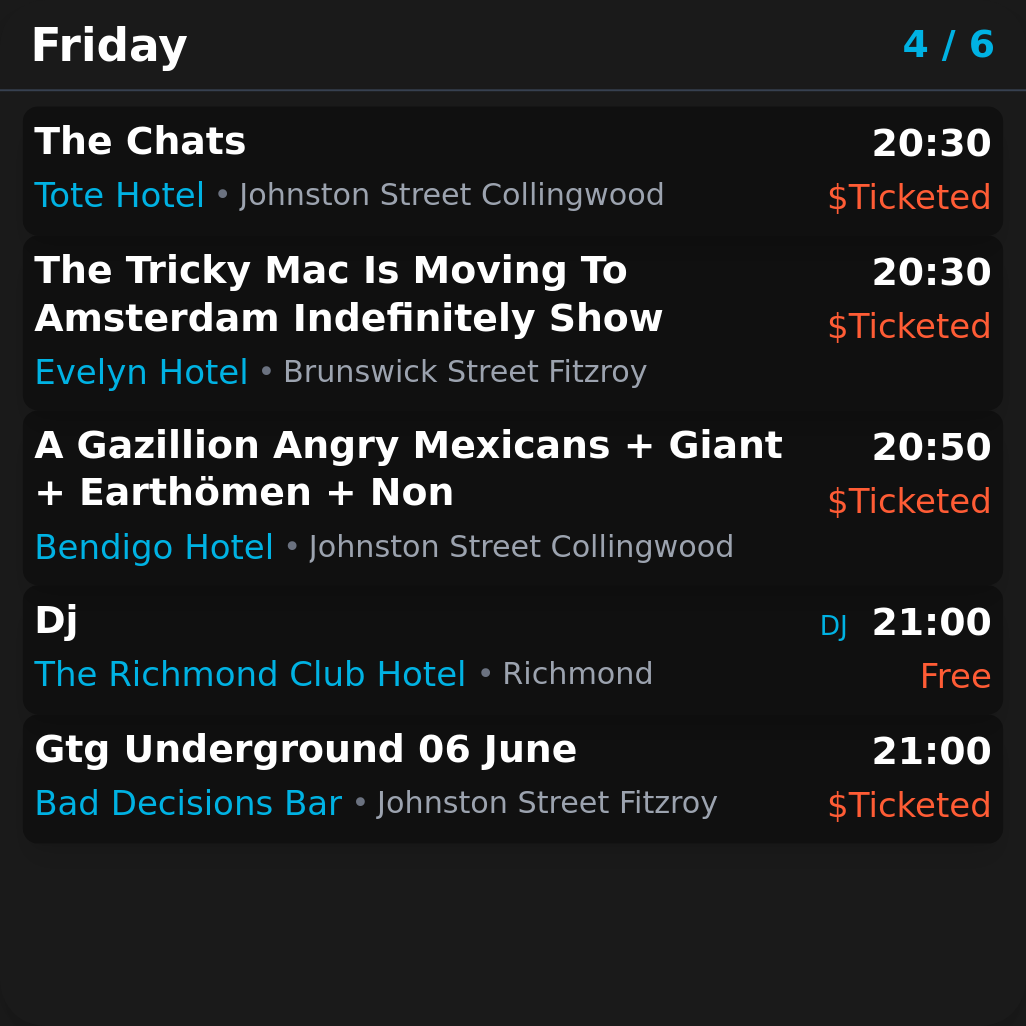 Friday 4 / 6
The Chats 20:30
Tote Hotel • Johnston Street Collingwood $Ticketed
The Tricky Mac Is Moving To 20:30
Amsterdam Indefinitely Show $Ticketed
Evelyn Hotel • Brunswick Street Fitzroy
A Gazillion Angry Mexicans + Giant 20:50
+ Earthömen + Non $Ticketed
Bendigo Hotel • Johnston Street Collingwood
Dj DJ 21:00
The Richmond Club Hotel • Richmond Free
Gtg Underground 06 June 21:00
Bad Decisions Bar • Johnston Street Fitzroy $Ticketed